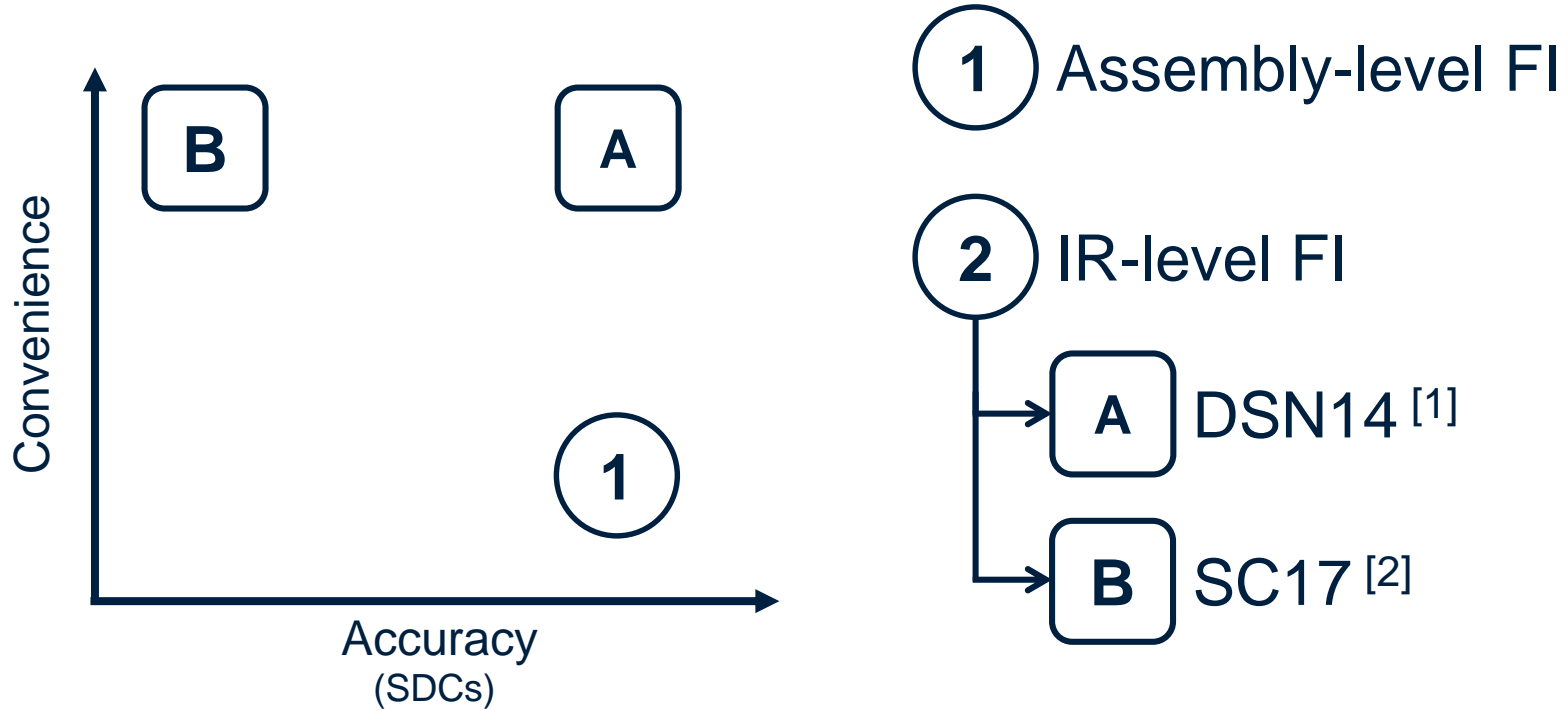 B
A
1
Convenience
Accuracy
(SDCs)
1 Assembly-level FI
2 IR-level FI
A DSN14 [1]
B SC17 [2]